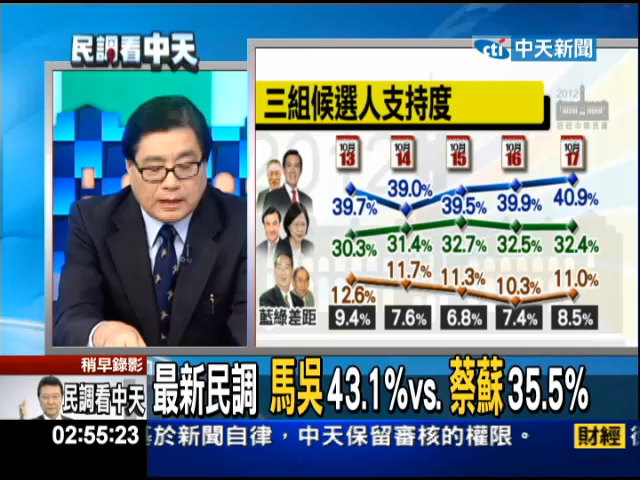 民調看中天
cti 中天新聞
三組候選人支持度
2012
10月 13
10月 14
10月 15
10月 16
10月 17
39.7% 39.0% 39.5% 39.9% 40.9%
30.3% 31.4% 32.7% 32.5% 32.4%
12.6% 11.7% 11.3% 10.3% 11.0%
藍綠差距 9.4% 7.6% 6.8% 7.4% 8.5%
稍早錄影
民調看中天
最新民調 馬吳43.1%vs.蔡蘇35.5%
02:55:23
基於新聞自律，中天保留審核的權限。 財經